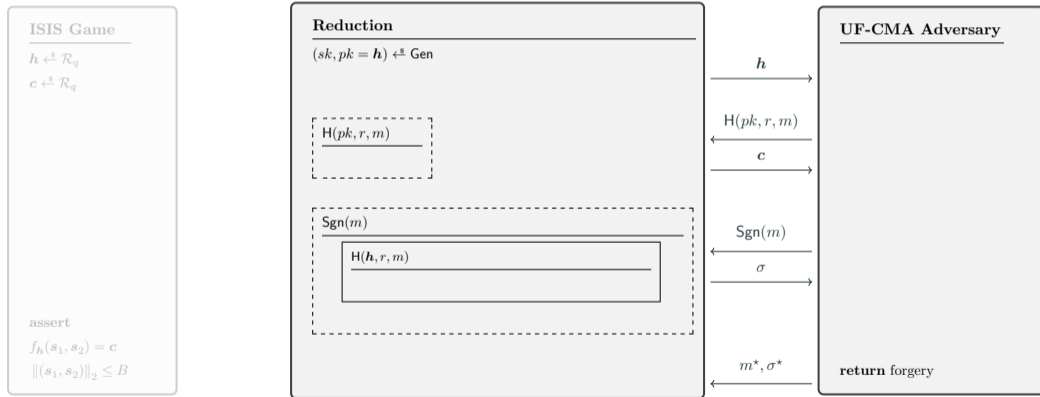 ISIS Game
h ←$ R_q
c ←$ R_q
assert
f_h(s_1, s_2) = c
‖(s_1, s_2)‖_2 ≤ B
Reduction
(sk, pk = h) ←$ Gen
H(pk, r, m)
Sgn(m)
H(h, r, m)
h
H(pk, r, m)
c
Sgn(m)
σ
m*, σ*
UF-CMA Adversary
return forgery